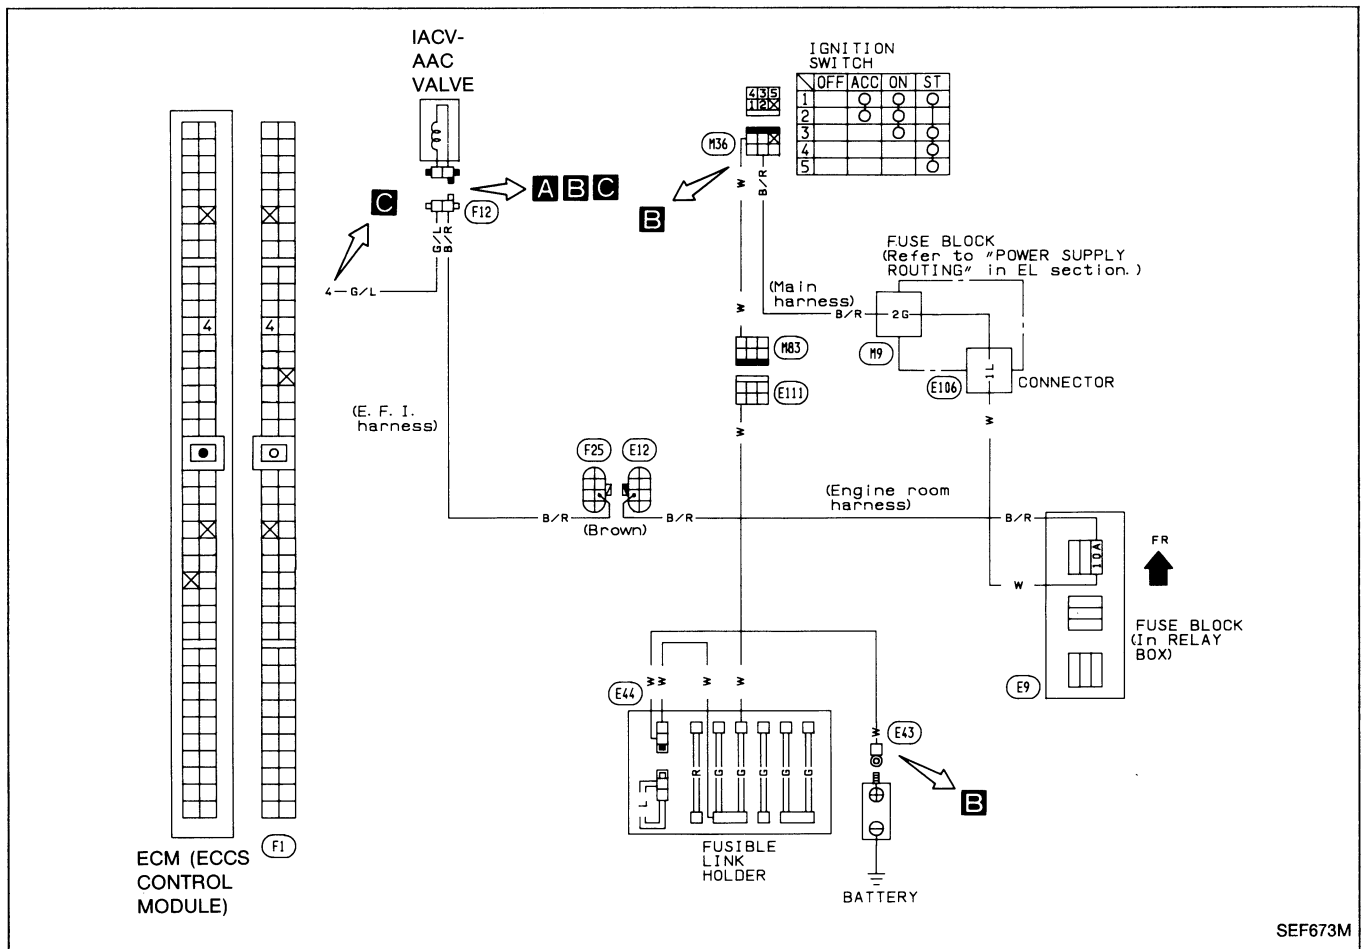 IACV-
AAC
VALVE
IGNITION
SWITCH
OFF ACC ON ST
1
2
3
4
5
4 3 5
1 2
M36
W
B/R
C
A B C
B
F12
G/L
B/R
4 G/L
FUSE BLOCK
(Refer to "POWER SUPPLY
ROUTING" in EL section.)
(Main
harness)
B/R
2G
W
M83
M9
4
4
1L
E106
CONNECTOR
E111
W
W
(E. F. I.
harness)
F25
E12
(Engine room
harness)
B/R
(Brown)
B/R
B/R
FR
10A
W
FUSE BLOCK
(In RELAY
BOX)
E9
W
W
W
W
E44
W
E43
R
G
G
G
G
G
L
B
FUSIBLE
LINK
HOLDER
BATTERY
F1
ECM (ECCS
CONTROL
MODULE)
SEF673M